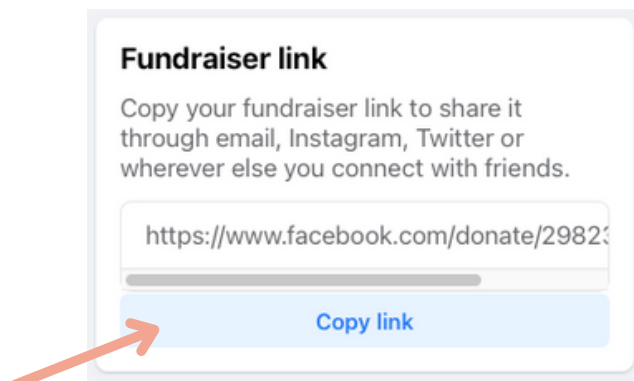 Fundraiser link
Copy your fundraiser link to share it
through email, Instagram, Twitter or
wherever else you connect with friends.
https://www.facebook.com/donate/2982
Copy link